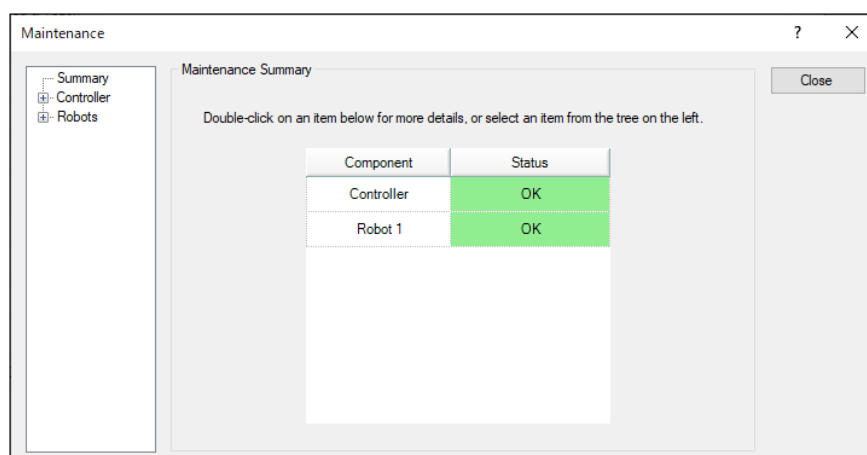 Maintenance
?
Summary
Controller
Robots
Maintenance Summary
Close
Double-click on an item below for more details, or select an item from the tree on the left.
Component Status
Controller OK
Robot 1 OK